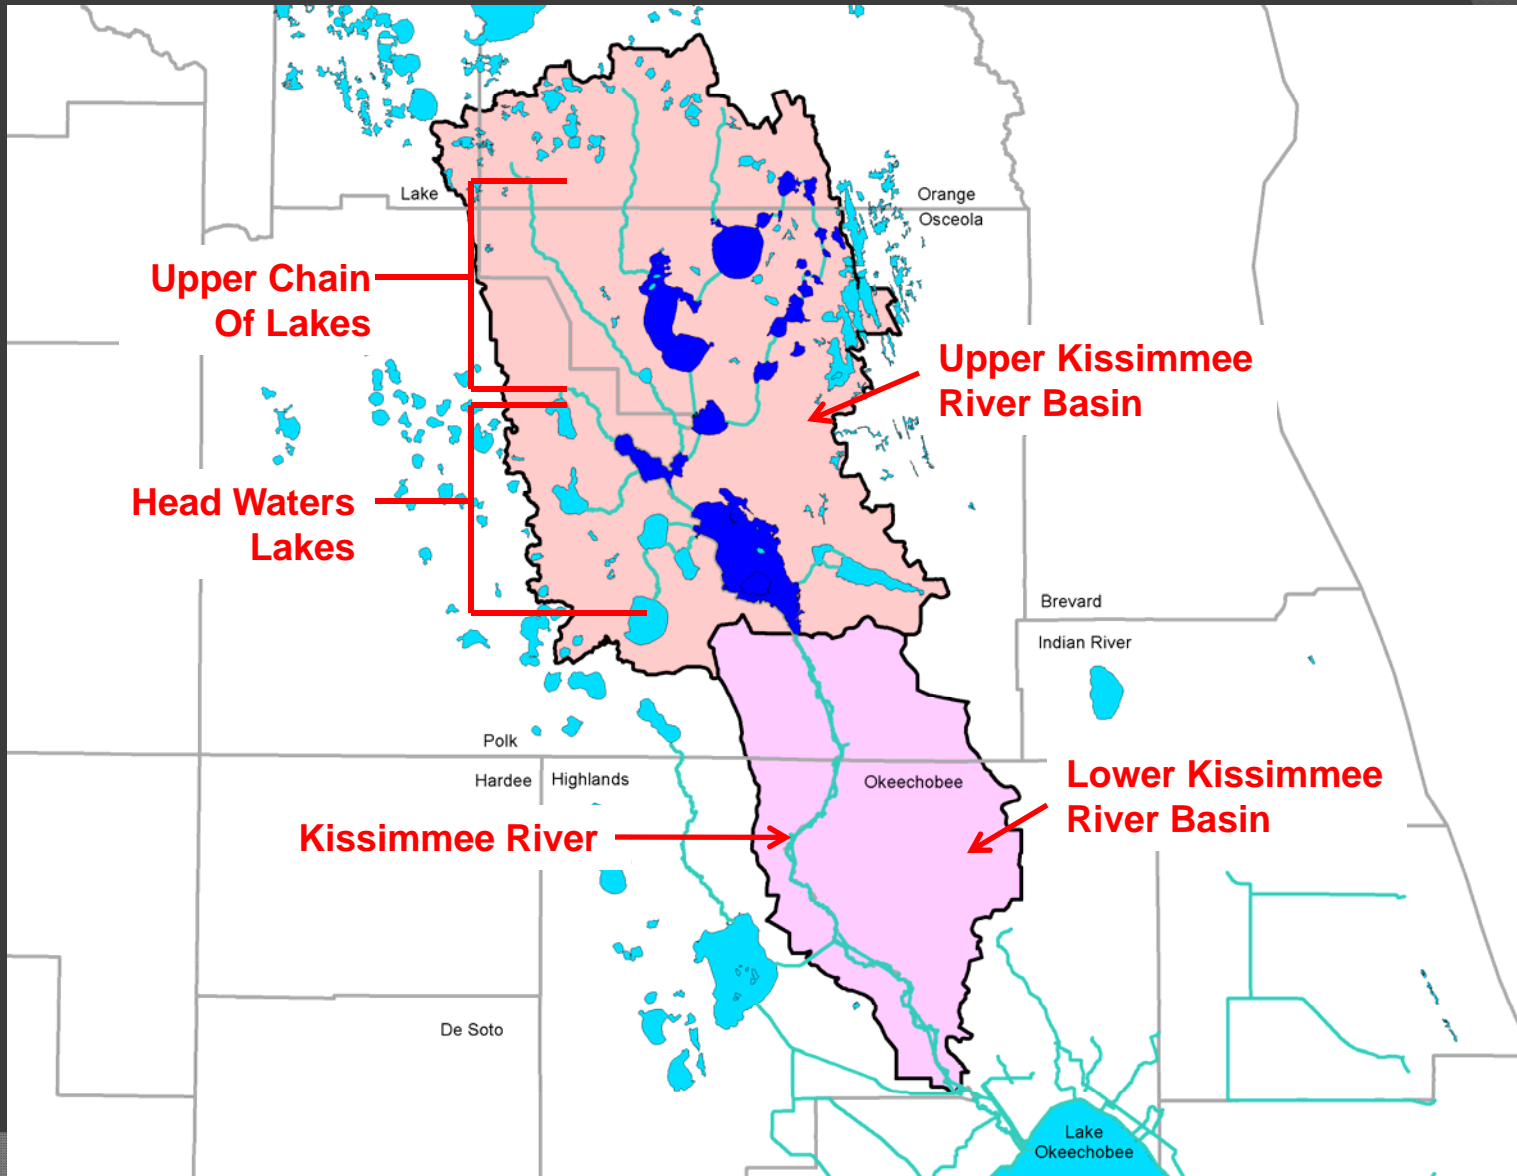 Lake
Orange
Osceola
Upper Chain
Of Lakes
Upper Kissimmee
River Basin
Head Waters
Lakes
Brevard
Indian River
Polk
Hardee
Highlands
Okeechobee
Lower Kissimmee
River Basin
Kissimmee River
De Soto
Lake
Okeechobee